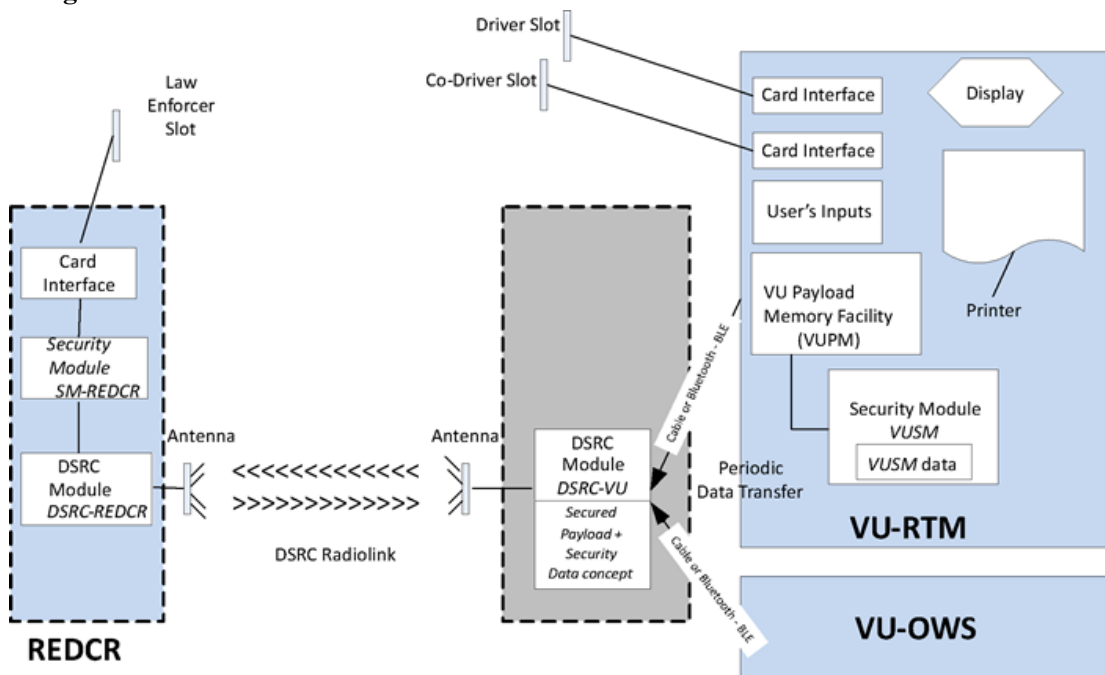 Driver Slot
Co-Driver Slot
Law
Enforcer
Slot
Card Interface
Display
Card Interface
User's Inputs
Card
Interface
VU Payload
Memory Facility
(VUPM)
Printer
Security
Module
SM-REDCR
Cable or Bluetooth - BLE
Security Module
VUSM
VUSM data
Antenna
Antenna
DSRC
Module
DSRC-REDCR
<<<<<<<<<<<<<
>>>>>>>>>>>>>
DSRC Radiolink
DSRC
Module
DSRC-VU
Secured
Payload +
Security
Data concept
Periodic
Data Transfer
VU-RTM
Cable or Bluetooth - BLE
VU-OWS
REDCR